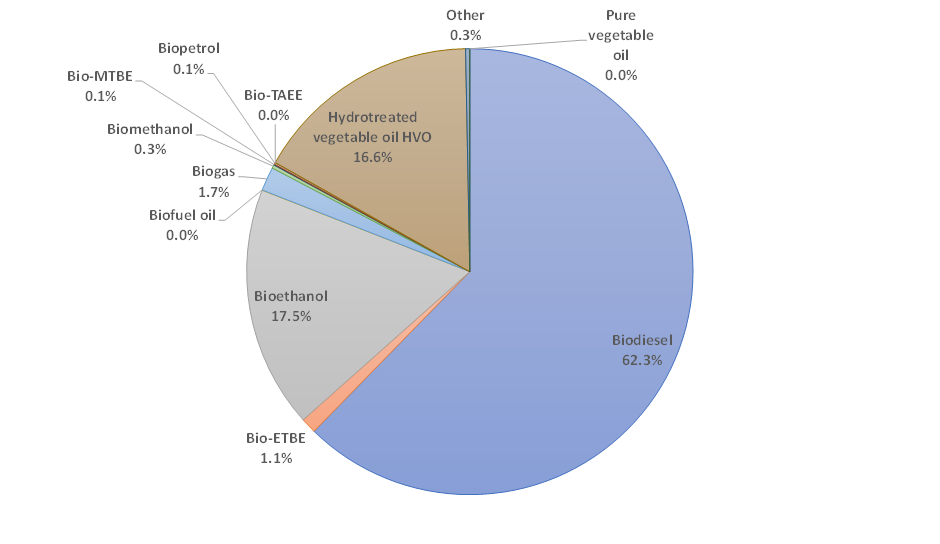 Other
0.3%
Pure
vegetable
oil
0.0%
Biopetrol
0.1%
Bio-MTBE
0.1%
Bio-TAEE
0.0%
Hydrotreated
vegetable oil HVO
16.6%
Biomethanol
0.3%
Biogas
1.7%
Biofuel oil
0.0%
Bioethanol
17.5%
Biodiesel
62.3%
Bio-ETBE
1.1%